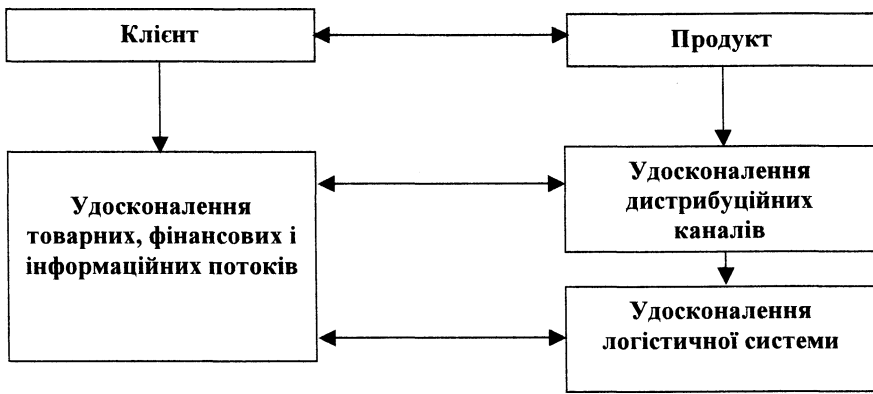 Клієнт
Продукт
Удосконалення
товарних, фінансових і
інформаційних потоків
Удосконалення
дистрибуційних
каналів
Удосконалення
логістичної системи